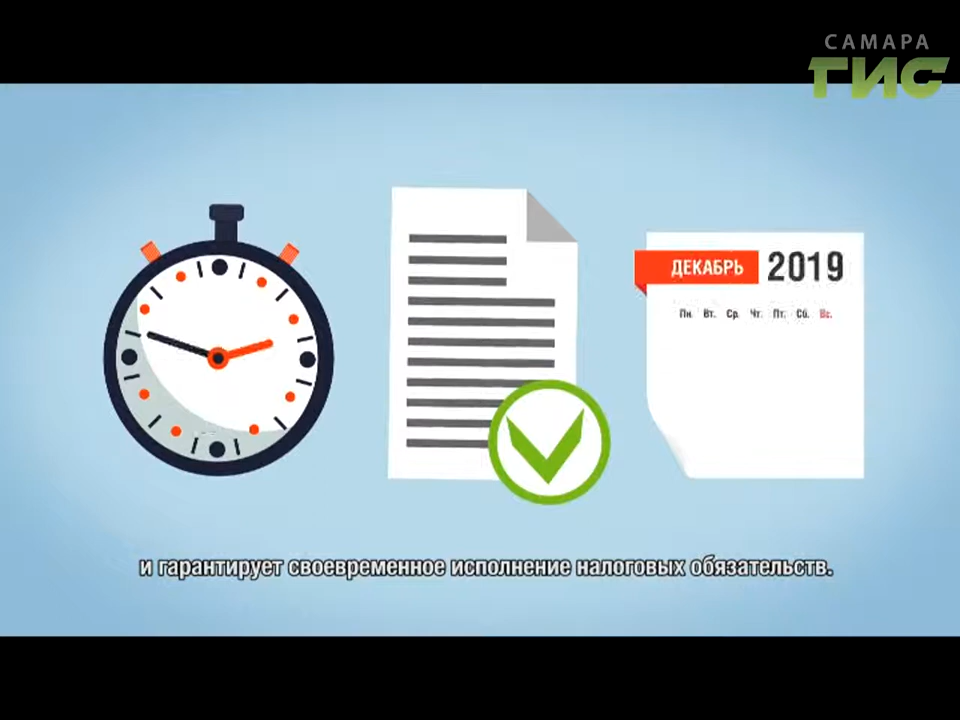 САМАРА
ГИС
ДЕКАБРЬ 2019
Пн. Вт. Ср. Чт. Пт. Сб. Вс.
и гарантирует своевременное исполнение налоговых обязательств.